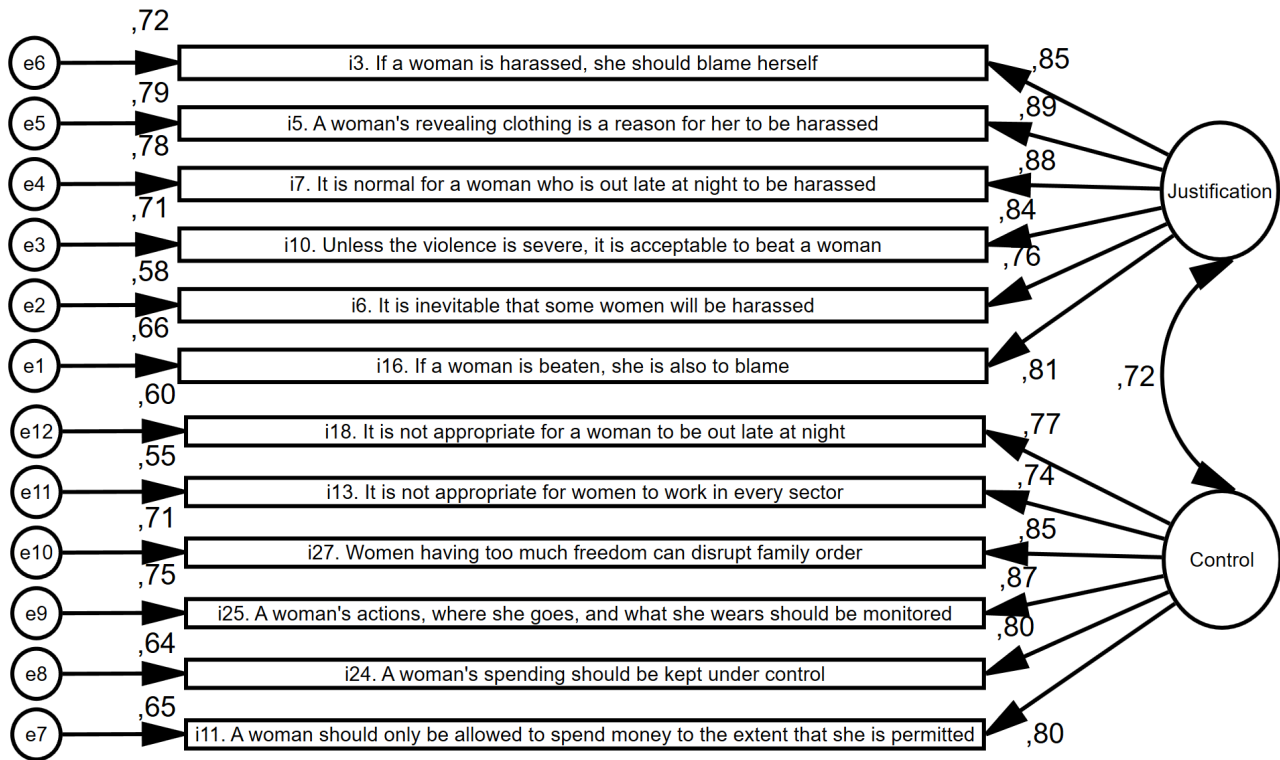 ,72
e6
i3. If a woman is harassed, she should blame herself
,85
,79
e5
i5. A woman's revealing clothing is a reason for her to be harassed
,89
,78
e4
i7. It is normal for a woman who is out late at night to be harassed
,88
Justification
,71
e3
i10. Unless the violence is severe, it is acceptable to beat a woman
,84
,58
e2
i6. It is inevitable that some women will be harassed
,76
,66
e1
i16. If a woman is beaten, she is also to blame
,81
,72
,60
e12
i18. It is not appropriate for a woman to be out late at night
,77
,55
e11
i13. It is not appropriate for women to work in every sector
,74
,71
e10
i27. Women having too much freedom can disrupt family order
,85
Control
,75
e9
i25. A woman's actions, where she goes, and what she wears should be monitored
,87
,64
e8
i24. A woman's spending should be kept under control
,80
,65
e7
i11. A woman should only be allowed to spend money to the extent that she is permitted
,80